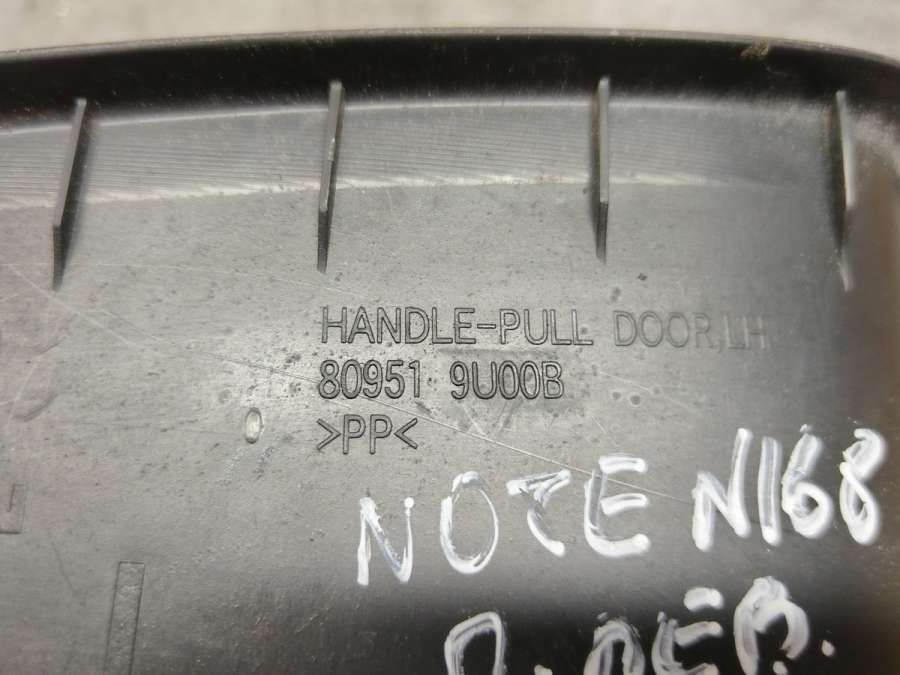 HANDLE-PULL DOOR,LH
80951 9U00B
>PP<
NOTE N168